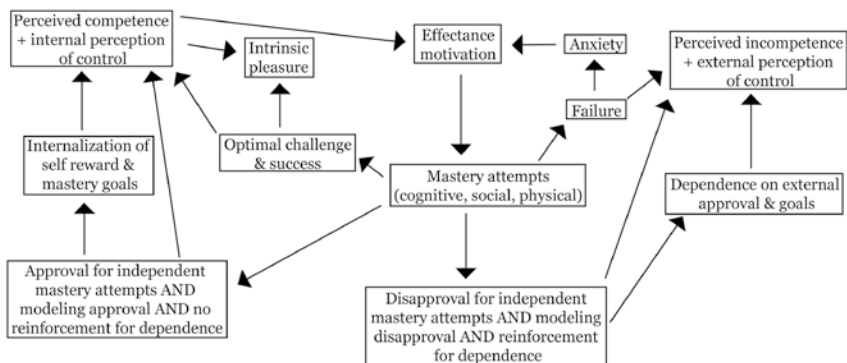 Perceived competence
+ internal perception
of control
Intrinsic
pleasure
Effectance
motivation
Anxiety
Perceived incompetence
+ external perception
of control
Failure
Internalization of
self reward &
mastery goals
Optimal challenge
& success
Mastery attempts
(cognitive, social, physical)
Dependence on external
approval & goals
Approval for independent
mastery attempts AND
modeling approval AND no
reinforcement for dependence
Disapproval for independent
mastery attempts AND modeling
disapproval AND reinforcement
for dependence